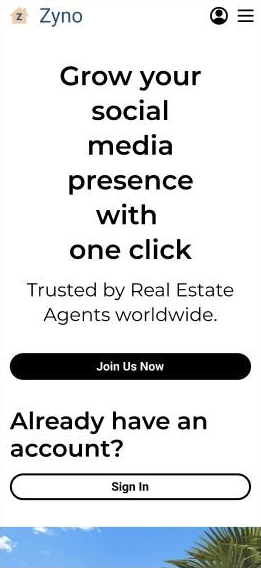 Z Zyno
Grow your
social
media
presence
with
one click
Trusted by Real Estate
Agents worldwide.
Join Us Now
Already have an
account?
Sign In